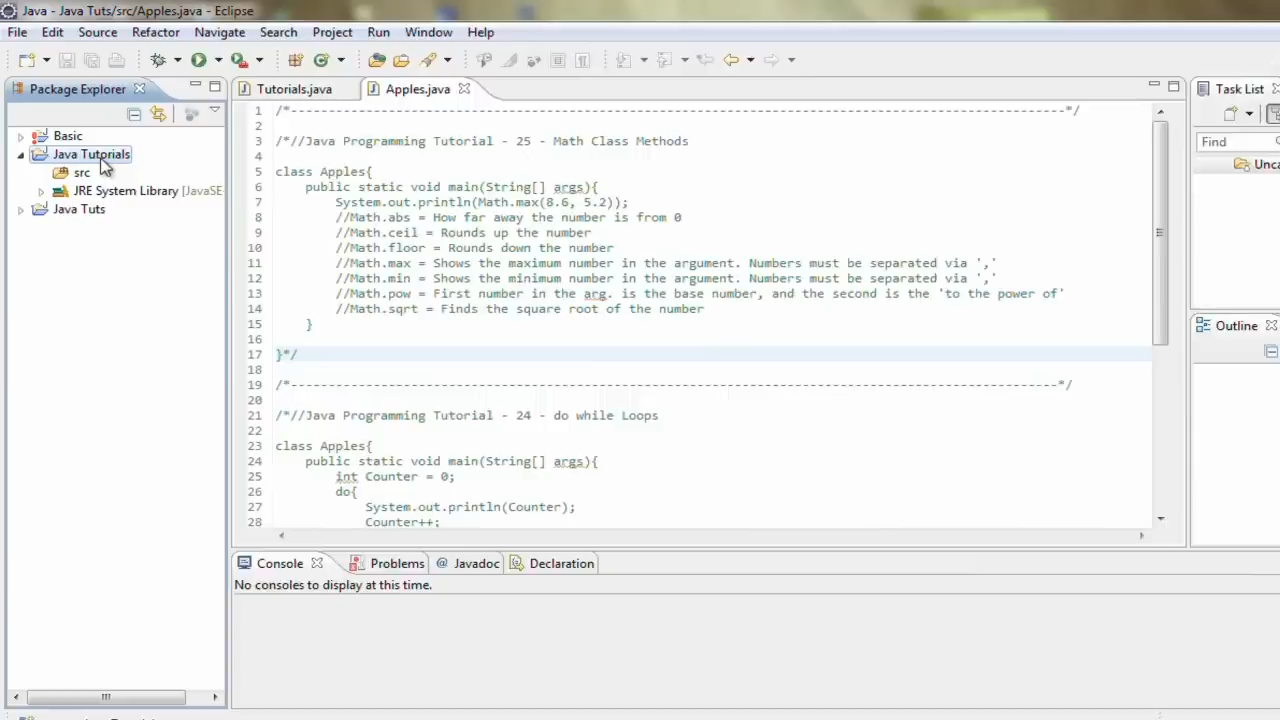 Java - Java Tuts/src/Apples.java - Eclipse
File Edit Source Refactor Navigate Search Run Project Window Help
Package Explorer
Tutorials.java
Apples.java
Task List
Find
Basic
Java Tutorials
src
JRE System Library [JavaSE
Java Tuts
1 /*-------------------------------------------------------------------------------------------------------*/
2
3 /*//Java Programming Tutorial - 25 - Math Class Methods
4
5 class Apples{
6 public static void main(String[] args){
7 System.out.println(Math.max(8.6, 5.2));
8 //Math.abs = How far away the number is from 0
9 //Math.ceil = Rounds up the number
10 //Math.floor = Rounds down the number
11 //Math.max = Shows the maximum number in the argument. Numbers must be separated via ','
12 //Math.min = Shows the minimum number in the argument. Numbers must be separated via ','
13 //Math.pow = First number in the arg. is the base number, and the second is the 'to the power of'
14 //Math.sqrt = Finds the square root of the number
15 }
16
17 }*/
18
19 /*------------------------------------------------------------------------------------------------------*/
20
21 /*//Java Programming Tutorial - 24 - do while Loops
22
23 class Apples{
24 public static void main(String[] args){
25 int Counter = 0;
26 do{
27 System.out.println(Counter);
28 Counter++;
Outline
Console
Problems
@ Javadoc
Declaration
No consoles to display at this time.